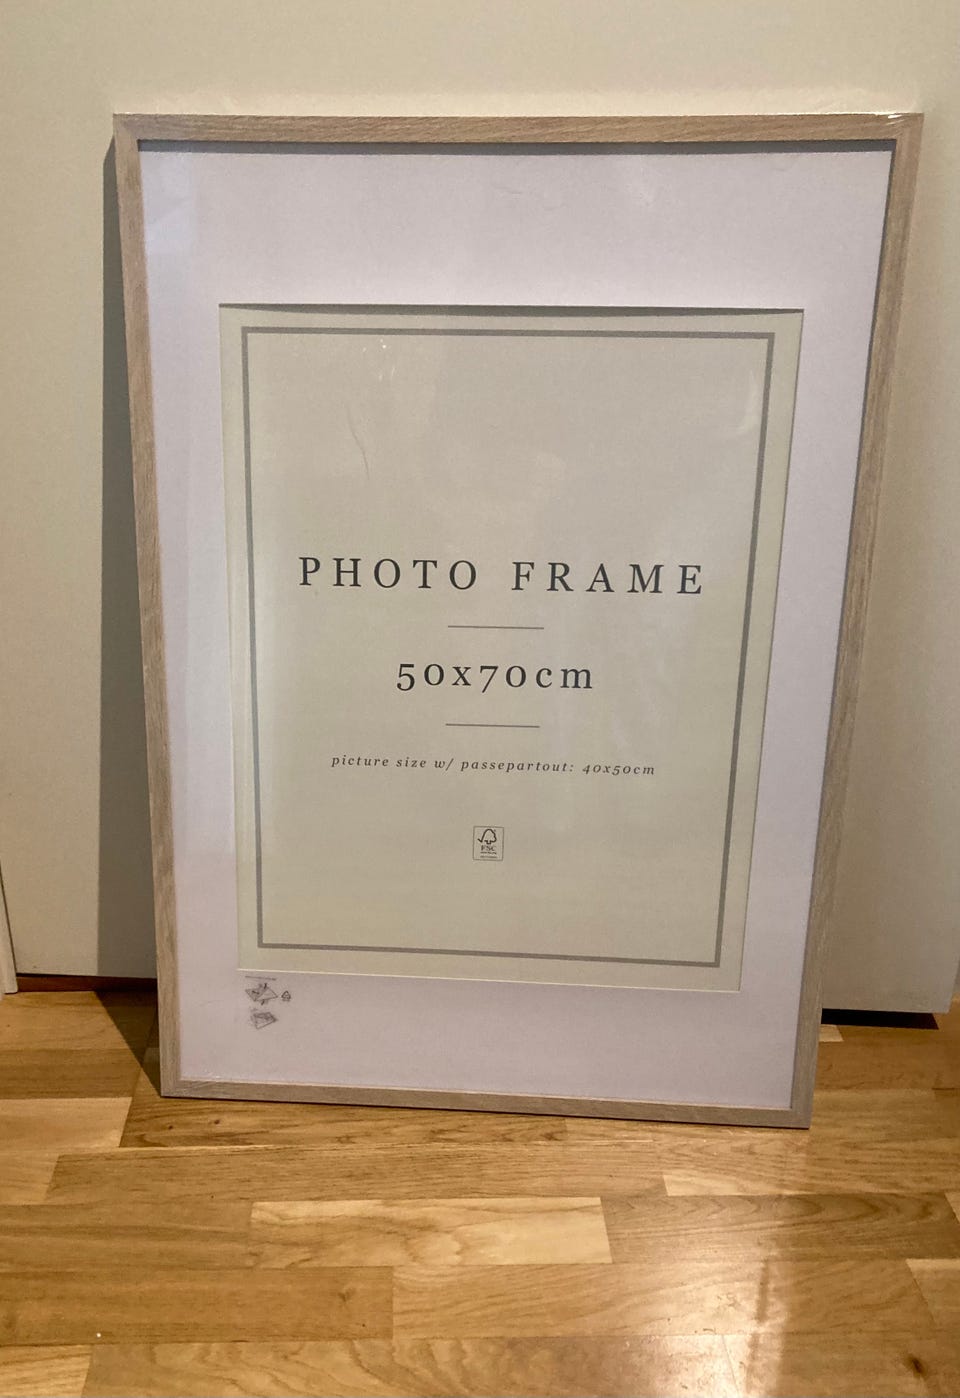 PHOTO FRAME
50x70cm
picture size w/ passepartout: 40x50cm
FSC